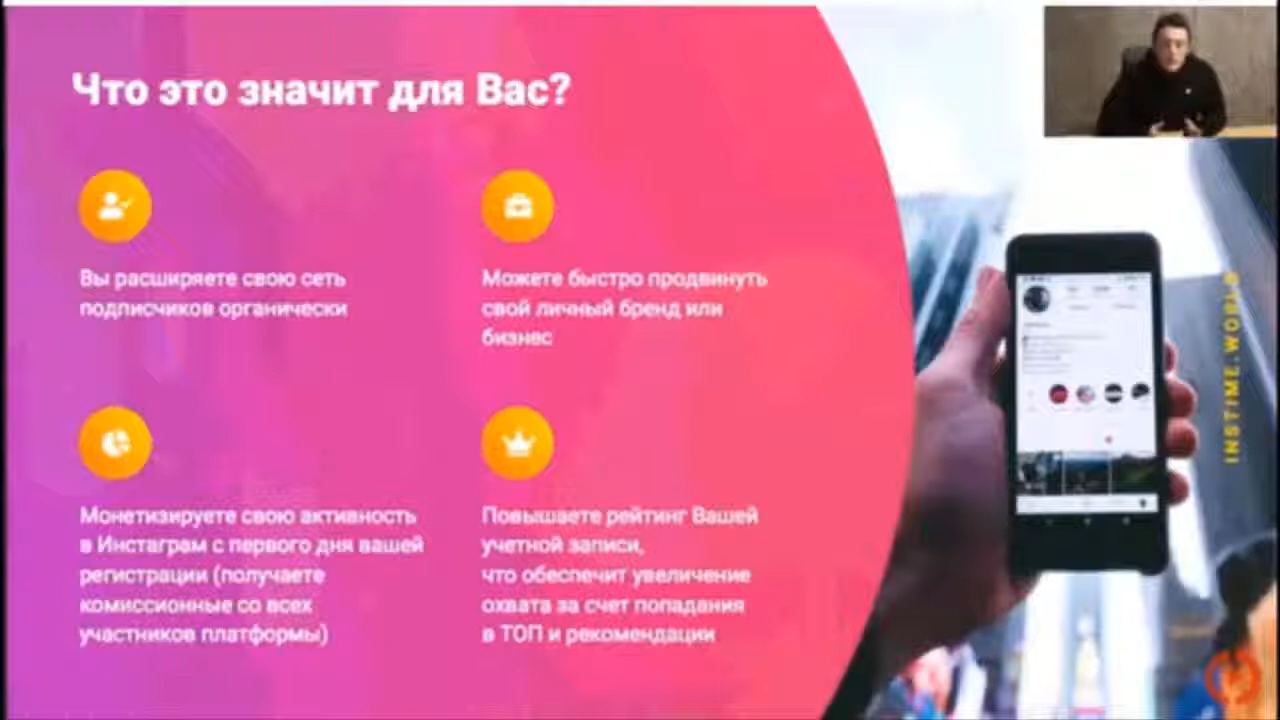 Что это значит для Вас?
Вы расширяете свою сеть
подписчиков органически
Можете быстро продвинуть
свой личный бренд или
бизнес
Монетизируете свою активность
в Инстаграм с первого дня вашей
регистрации (получаете
комиссионные со всех
участников платформы)
Повышаете рейтинг Вашей
учетной записи,
что обеспечит увеличение
охвата за счет попадания
в ТОП и рекомендации
INSTIME.WORLD